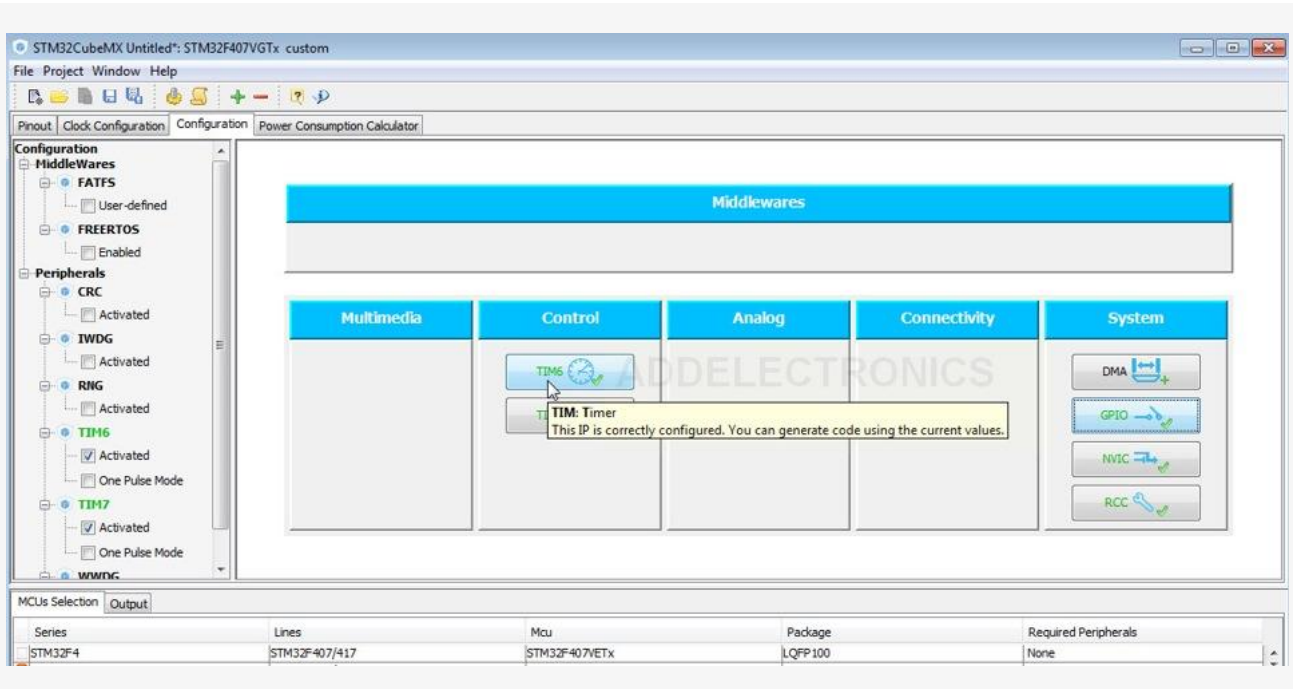 STM32CubeMX Untitled*: STM32F407VGTx custom
File Project Window Help
Pinout Clock Configuration Configuration Power Consumption Calculator
Configuration
MiddleWares
FATFS
User-defined
FREERTOS
Enabled
Peripherals
CRC
Activated
IWDG
Activated
RNG
Activated
TIM6
Activated
One Pulse Mode
TIM7
Activated
One Pulse Mode
WWDG
Middlewares
Multimedia Control Analog Connectivity System
TIM6
ADDELECTRONICS
DMA
TIM: Timer
This IP is correctly configured. You can generate code using the current values.
GPIO
NVIC
RCC
MCUs Selection Output
Series Lines Mcu Package Required Peripherals
STM32F4 STM32F407/417 STM32F407VETx LQFP100 None